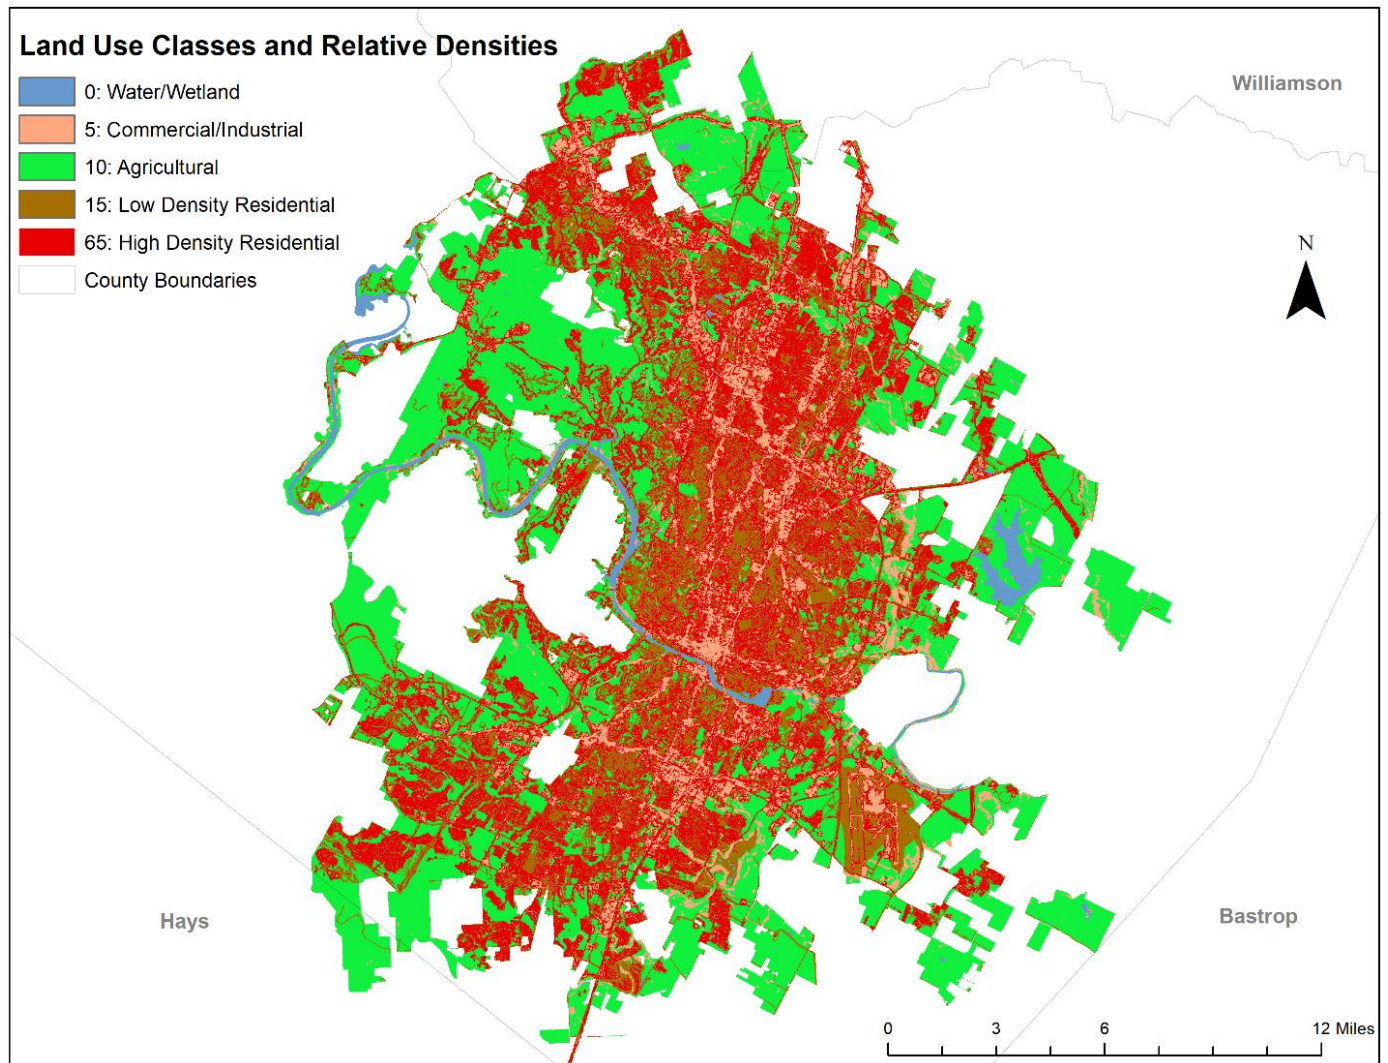 Land Use Classes and Relative Densities
0: Water/Wetland
5: Commercial/Industrial
10: Agricultural
15: Low Density Residential
65: High Density Residential
County Boundaries
Williamson
N
Hays
Bastrop
0 3 6 12 Miles